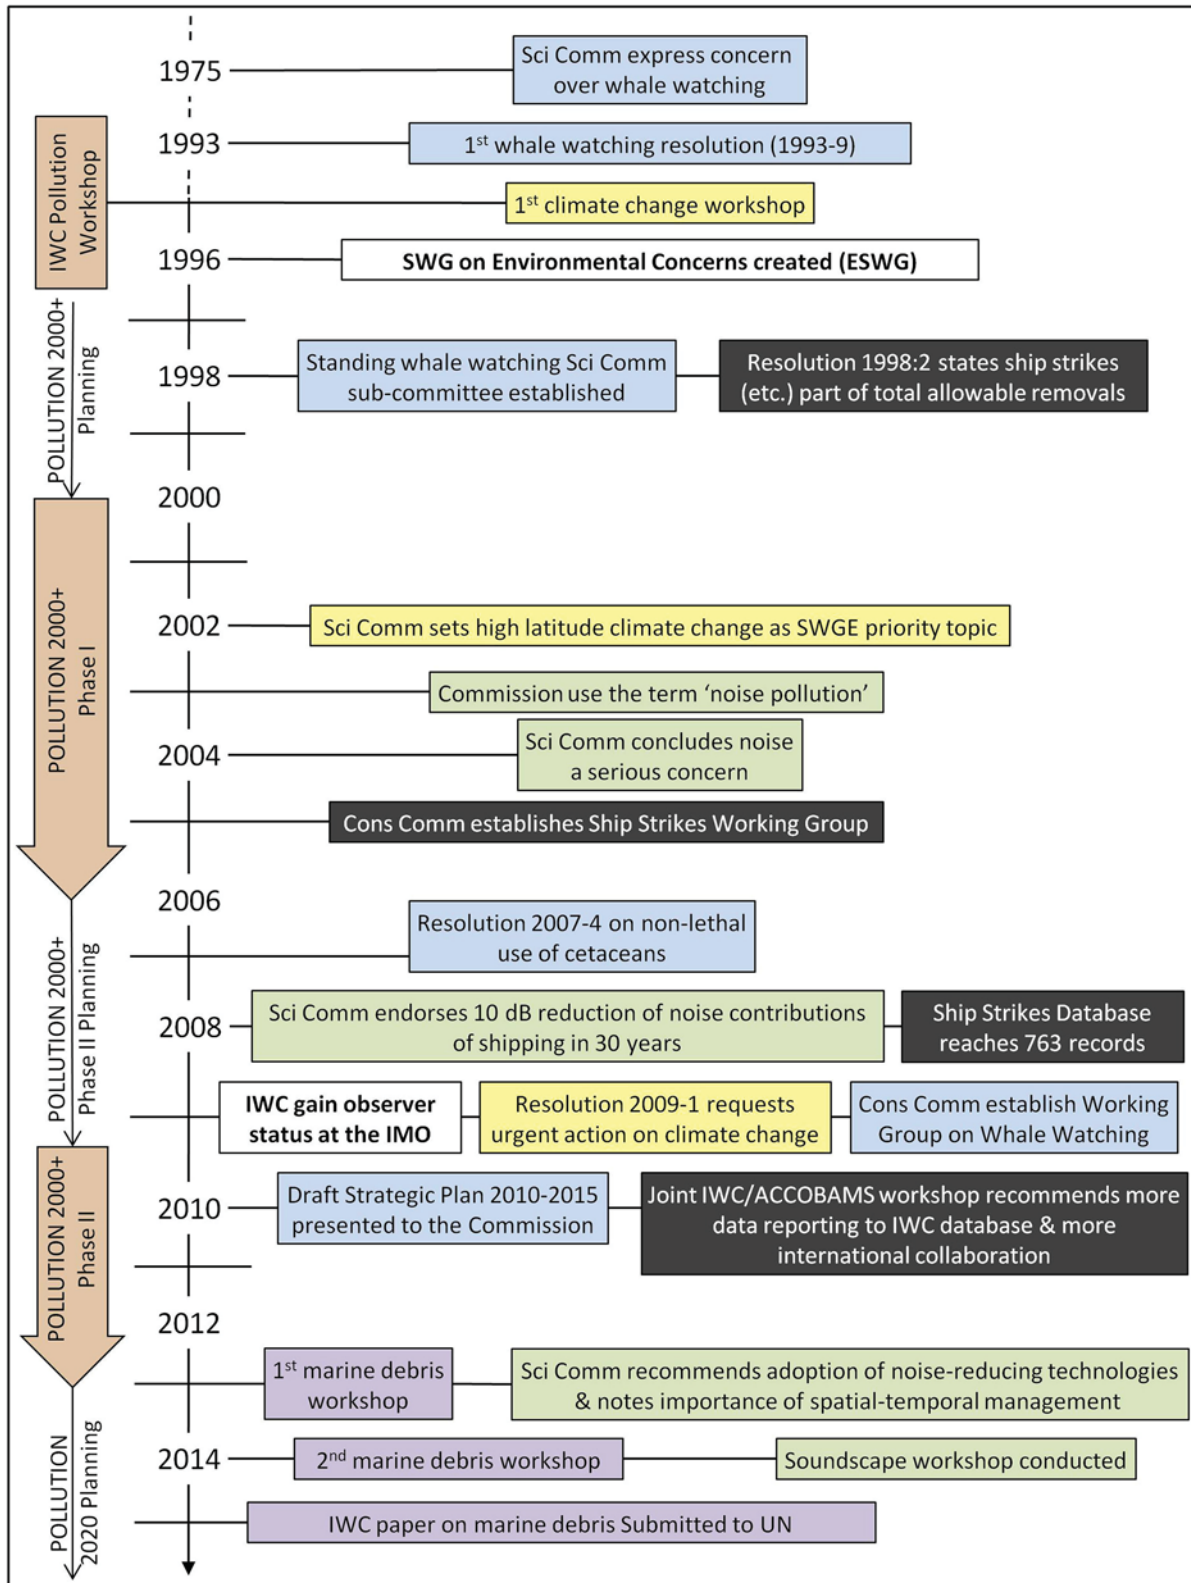 1975
Sci Comm express concern
over whale watching
1993
1st whale watching resolution (1993-9)
IWC Pollution
Workshop
1st climate change workshop
1996
SWG on Environmental Concerns created (ESWG)
POLLUTION 2000+
Planning
1998
Standing whale watching Sci Comm
sub-committee established
Resolution 1998:2 states ship strikes
(etc.) part of total allowable removals
2000
POLLUTION 2000+
Phase I
2002
Sci Comm sets high latitude climate change as SWGE priority topic
Commission use the term ‘noise pollution’
2004
Sci Comm concludes noise
a serious concern
Cons Comm establishes Ship Strikes Working Group
2006
POLLUTION 2000+
Phase II Planning
Resolution 2007-4 on non-lethal
use of cetaceans
2008
Sci Comm endorses 10 dB reduction of noise contributions
of shipping in 30 years
Ship Strikes Database
reaches 763 records
IWC gain observer
status at the IMO
Resolution 2009-1 requests
urgent action on climate change
Cons Comm establish Working
Group on Whale Watching
POLLUTION 2000+
Phase II
2010
Draft Strategic Plan 2010-2015
presented to the Commission
Joint IWC/ACCOBAMS workshop recommends more
data reporting to IWC database & more
international collaboration
2012
1st marine debris
workshop
Sci Comm recommends adoption of noise-reducing technologies
& notes importance of spatial-temporal management
POLLUTION
2020 Planning
2014
2nd marine debris workshop
Soundscape workshop conducted
IWC paper on marine debris Submitted to UN